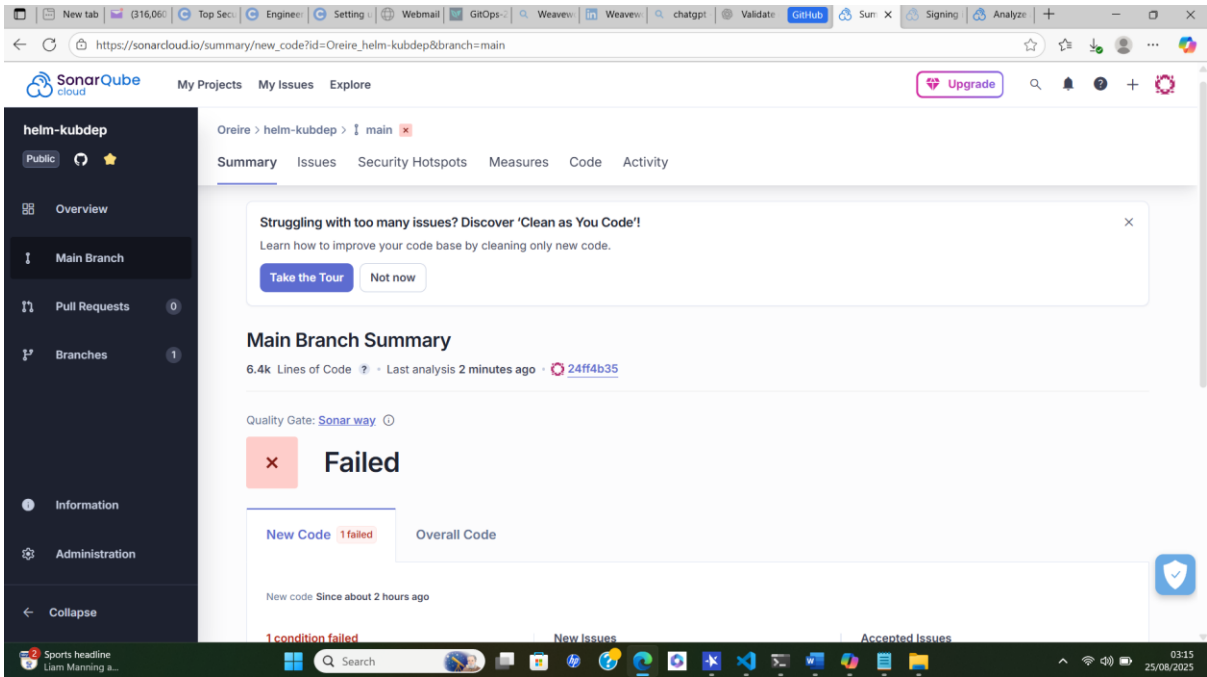 New tab
(316,060
Top Secu
Engineer
Setting u
Webmail
GitOps-2
Weavew
Weavew
chatgpt
Validate
GitHub
Sum
Signing
Analyze
https://sonarcloud.io/summary/new_code?id=Oreire_helm-kubdep&branch=main
SonarQube
cloud
My Projects My Issues Explore
Upgrade
helm-kubdep
Public
Oreire > helm-kubdep > main
Summary Issues Security Hotspots Measures Code Activity
Overview
Main Branch
Pull Requests 0
Branches 1
Information
Administration
Collapse
Struggling with too many issues? Discover ‘Clean as You Code’!
Learn how to improve your code base by cleaning only new code.
Take the Tour Not now
Main Branch Summary
6.4k Lines of Code ? • Last analysis 2 minutes ago • 24ff4b35
Quality Gate: Sonar way
Failed
New Code 1 failed Overall Code
New code Since about 2 hours ago
1 condition failed New Issues Accepted Issues
2
Sports headline
Liam Manning a...
Search
03:15
25/08/2025